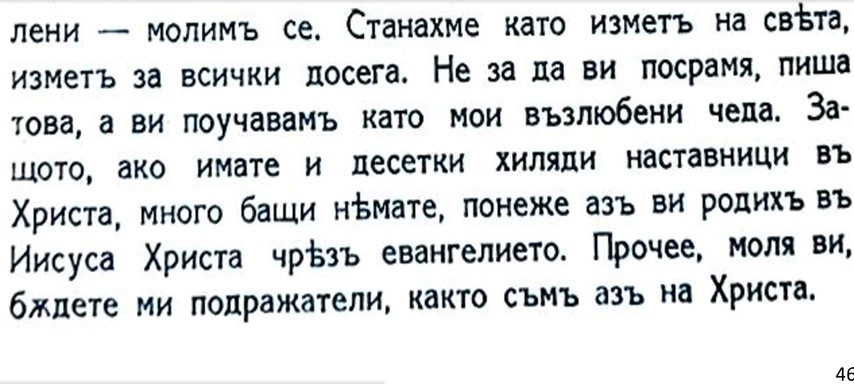 лени — молимъ се. Станахме като изметъ на свѣта,
изметъ за всички досега. Не за да ви посрамя, пиша
това, а ви поучавамъ като мои възлюбени чеда. За-
щото, ако имате и десетки хиляди наставници въ
Христа, много бащи нѣмате, понеже азъ ви родихъ въ
Иисуса Христа чрѣзъ евангелието. Прочее, моля ви,
бѫдете ми подражатели, както съмъ азъ на Христа.
46